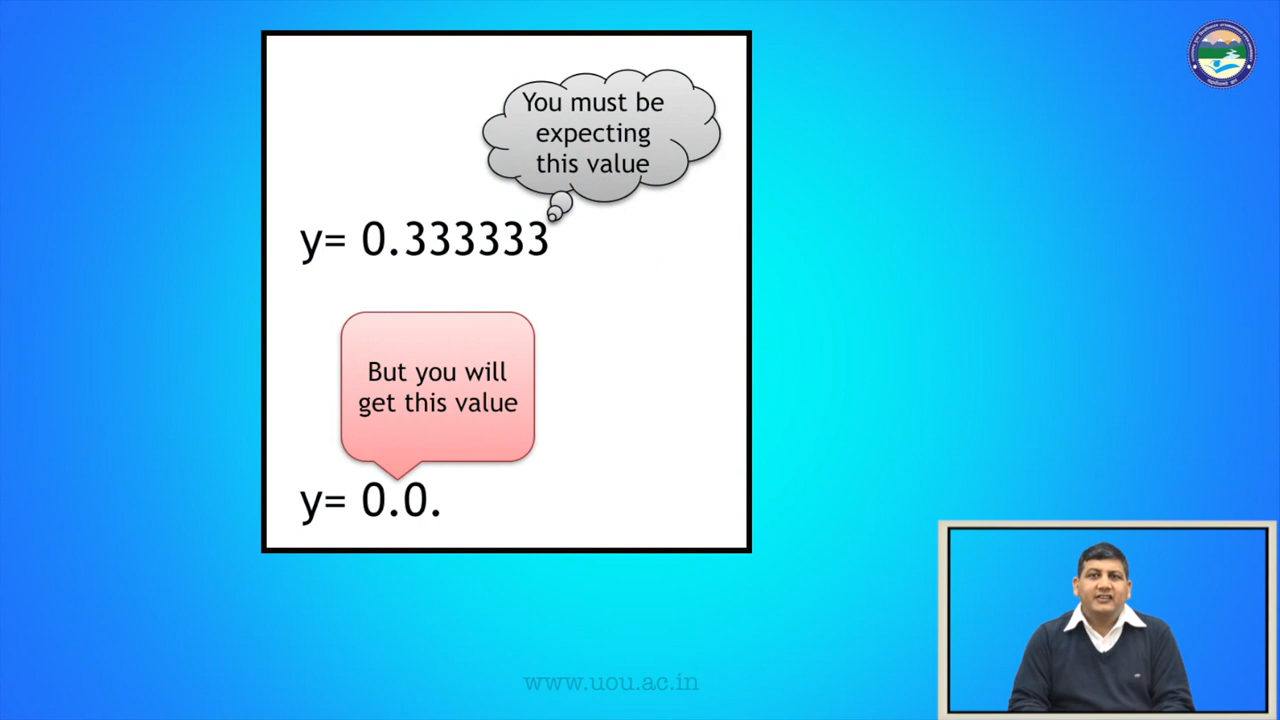 You must be
expecting
this value
y= 0.333333
But you will
get this value
y= 0.0.
www.uou.ac.in